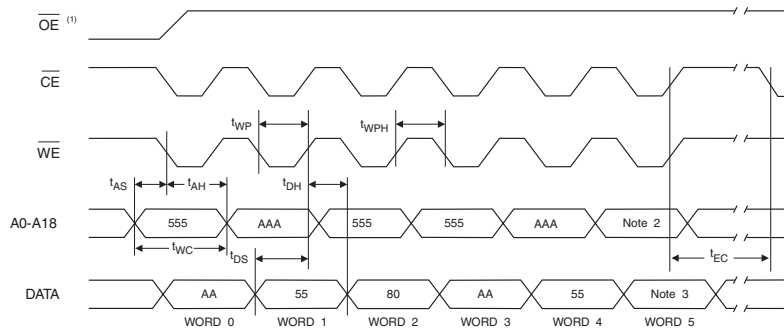 OE (1)
CE
tWP tWPH
WE
tAS tAH tDH
A0-A18 555 AAA 555 555 AAA Note 2
tWC tDS tEC
DATA AA 55 80 AA 55 Note 3
WORD 0 WORD 1 WORD 2 WORD 3 WORD 4 WORD 5